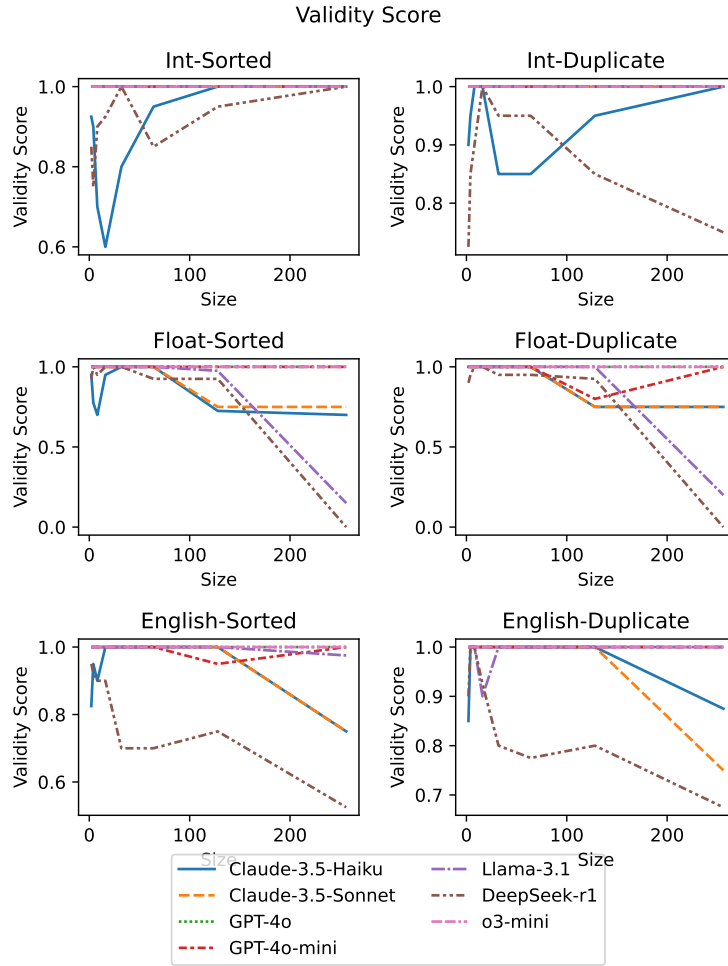 Validity Score
Int-Sorted
1.0
0.8
0.6
Validity Score
0
100
200
Size
Int-Duplicate
1.0
0.9
0.8
Validity Score
0
100
200
Size
Float-Sorted
1.0
0.5
0.0
Validity Score
0
100
200
Size
Float-Duplicate
1.0
0.5
0.0
Validity Score
0
100
200
Size
English-Sorted
1.0
0.8
0.6
Validity Score
0
100
200
Size
English-Duplicate
1.0
0.9
0.8
0.7
Validity Score
0
100
200
Size
Claude-3.5-Haiku
Claude-3.5-Sonnet
GPT-4o
GPT-4o-mini
Llama-3.1
DeepSeek-r1
o3-mini